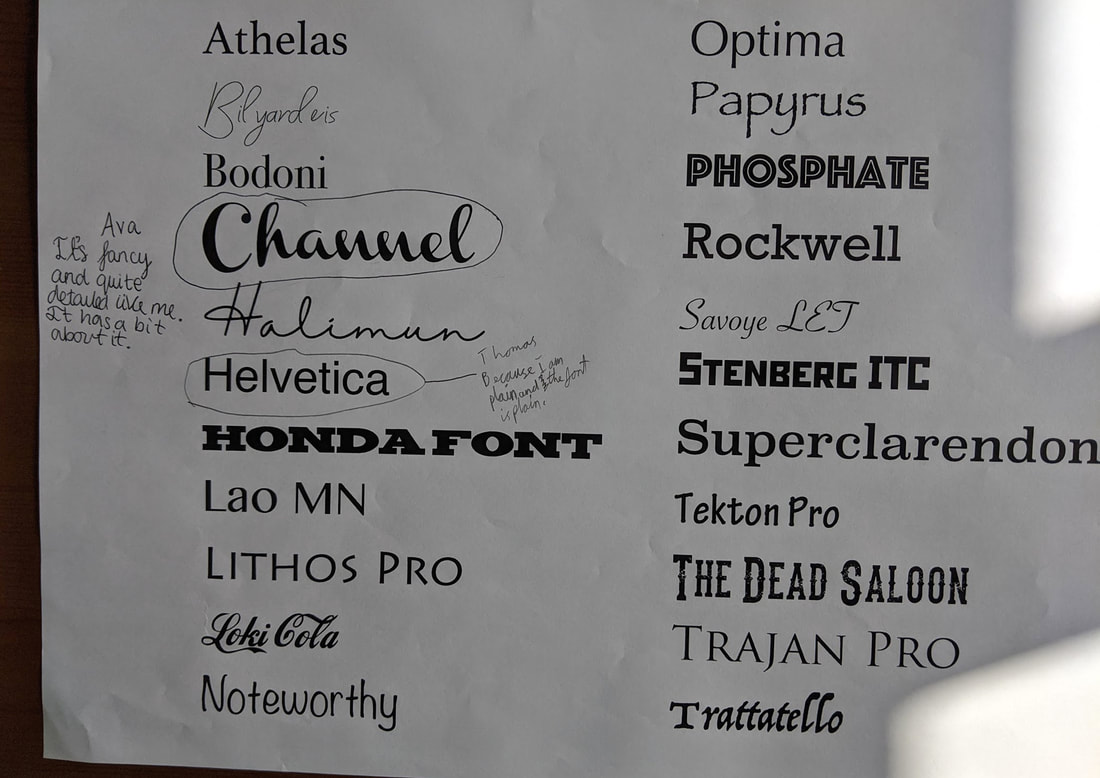 Athelas
Bilyardeis
Bodoni
Channel
Ava
It's fancy
and quite
detailed like me.
It has a bit
about it.
Halimun
Helvetica
Thomas
Because I am
plain and the font
is plain.
HONDA FONT
Lao MN
LITHOS PRO
Loki Cola
Noteworthy
Optima
Papyrus
PHOSPHATE
Rockwell
Savoye LET
STENBERG ITC
Superclarendon
Tekton Pro
THE DEAD SALOON
TRAJAN PRO
Trattatello